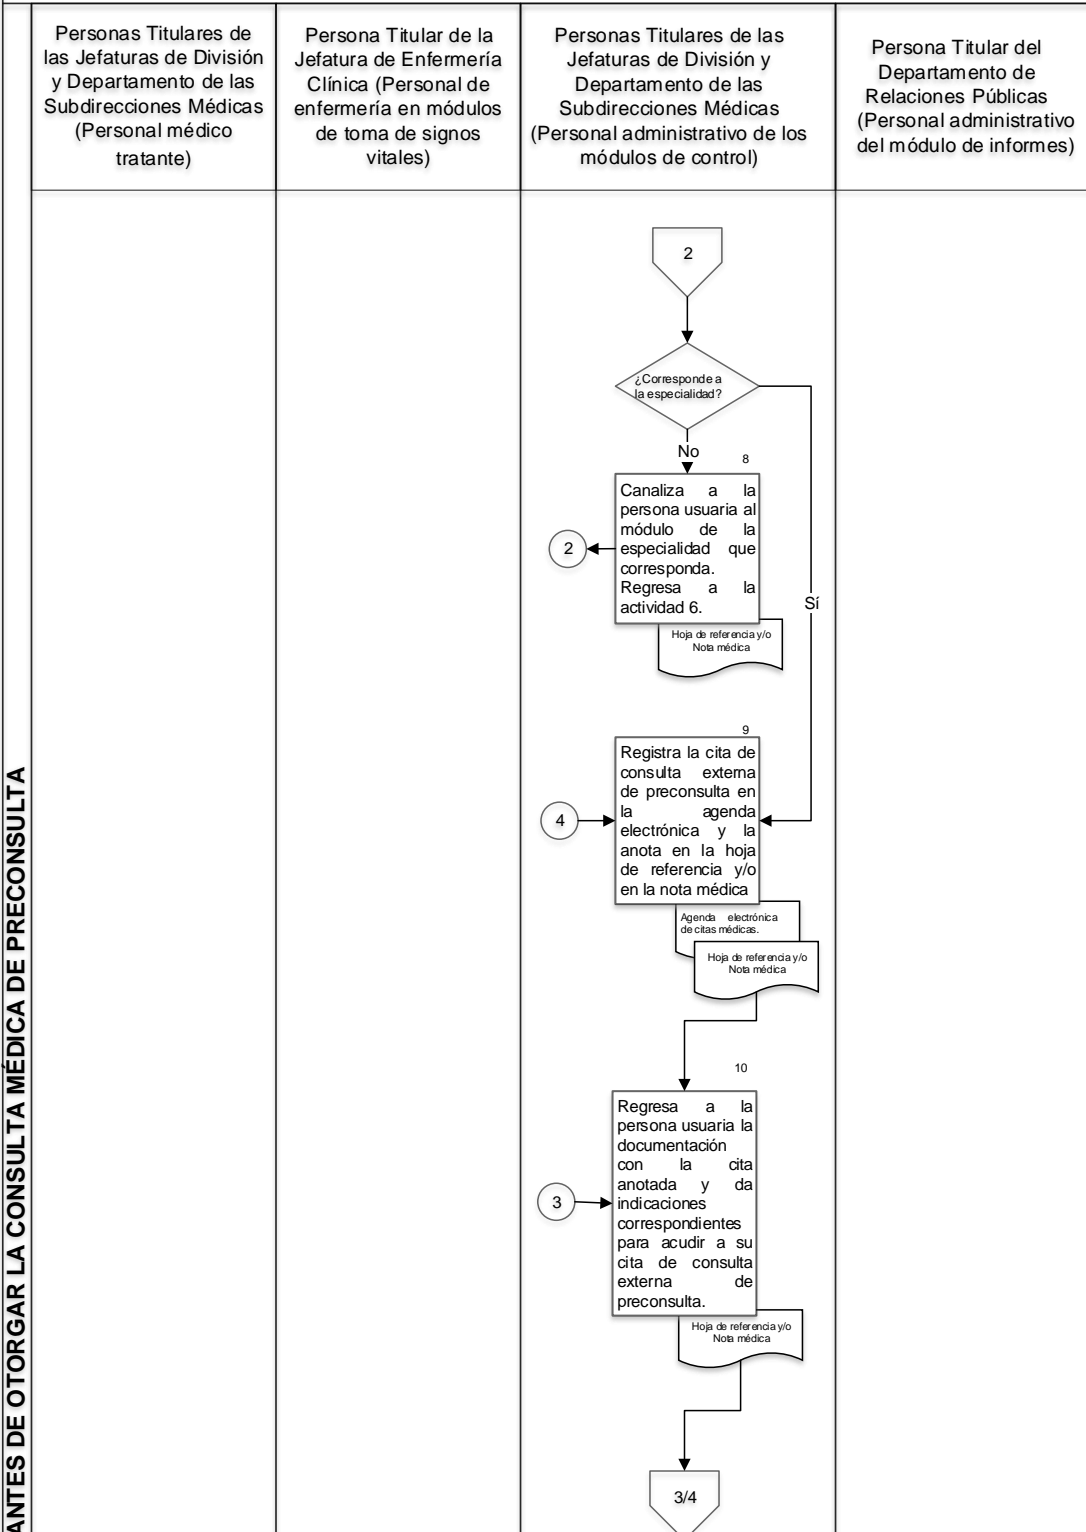 Personas Titulares de
las Jefaturas de División
y Departamento de las
Subdirecciones Médicas
(Personal médico
tratante)
Persona Titular de la
Jefatura de Enfermería
Clínica (Personal de
enfermería en módulos
de toma de signos
vitales)
Personas Titulares de las
Jefaturas de División y
Departamento de las
Subdirecciones Médicas
(Personal administrativo de los
módulos de control)
Persona Titular del
Departamento de
Relaciones Públicas
(Personal administrativo
del módulo de informes)
ANTES DE OTORGAR LA CONSULTA MÉDICA DE PRECONSULTA
2
¿Corresponde a
la especialidad?
No
Sí
8
Canaliza a la
persona usuaria al
módulo de la
especialidad que
corresponda.
Regresa a la
actividad 6.
2
Hoja de referencia y/o
Nota médica
9
Registra la cita de
consulta externa
de preconsulta en
la agenda
electrónica y la
anota en la hoja
de referencia y/o
en la nota médica
4
Agenda electrónica
de citas médicas.
Hoja de referencia y/o
Nota médica
10
Regresa a la
persona usuaria la
documentación
con la cita
anotada y da
indicaciones
correspondientes
para acudir a su
cita de consulta
externa de
preconsulta.
3
Hoja de referencia y/o
Nota médica
3/4